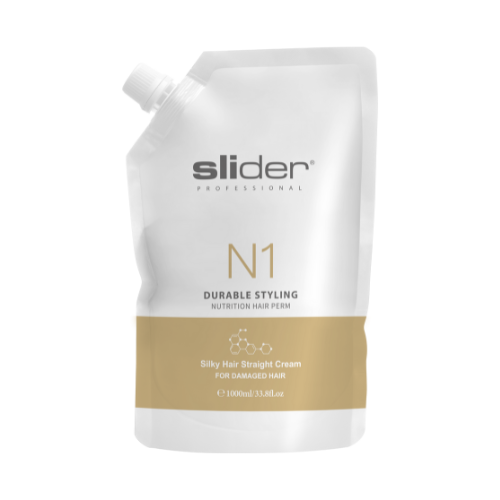 slider®
PROFESSIONAL
N1
DURABLE STYLING
NUTRITION HAIR PERM
Silky Hair Straight Cream
FOR DAMAGED HAIR
℮1000ml/33,8fl.oz